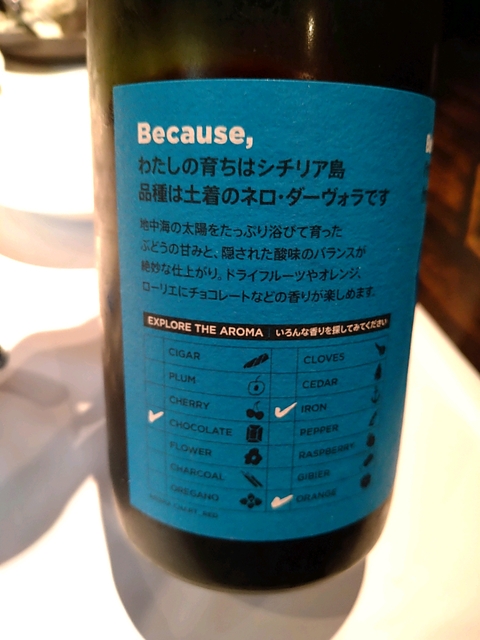 Because,
わたしの育ちはシチリア島
品種は土着のネロ・ダーヴォラです
地中海の太陽をたっぷり浴びて育った
ぶどうの甘みと、隠された酸味のバランスが
絶妙な仕上がり。ドライフルーツやオレンジ、
ローリエにチョコレートなどの香りが楽しめます。
EXPLORE THE AROMA | いろんな香りを探してみてください
CIGAR
PLUM
CHERRY
CHOCOLATE
FLOWER
CHARCOAL
OREGANO
CLOVES
CEDAR
IRON
PEPPER
RASPBERRY
GIBIER
ORANGE